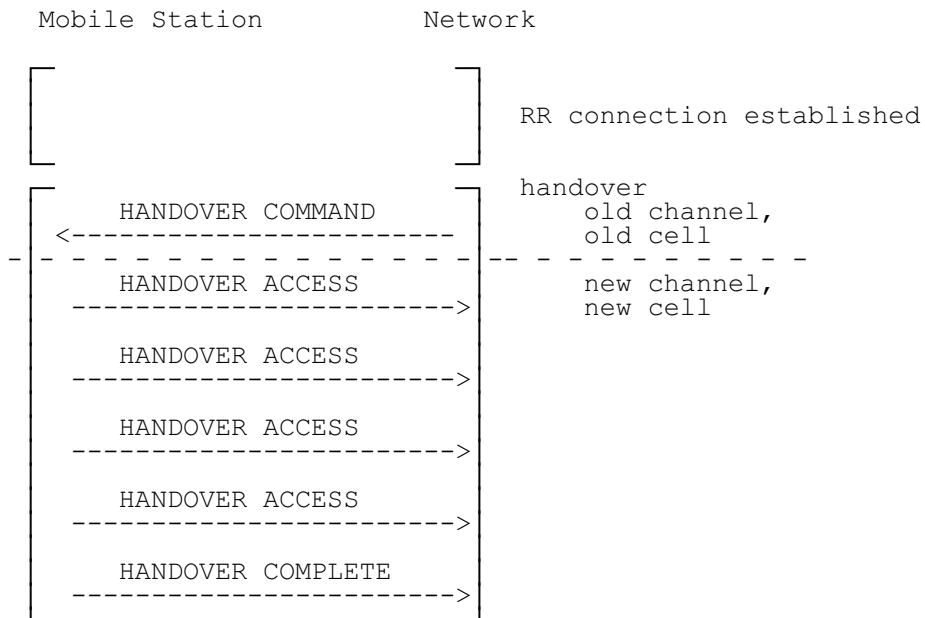 Mobile Station Network
RR connection established
handover
HANDOVER COMMAND old channel,
<------------------------ old cell
- - - - - - - - - - - - - - - -- - - - - - - - - -
HANDOVER ACCESS new channel,
------------------------> new cell
HANDOVER ACCESS
------------------------>
HANDOVER ACCESS
------------------------>
HANDOVER ACCESS
------------------------>
HANDOVER COMPLETE
------------------------>